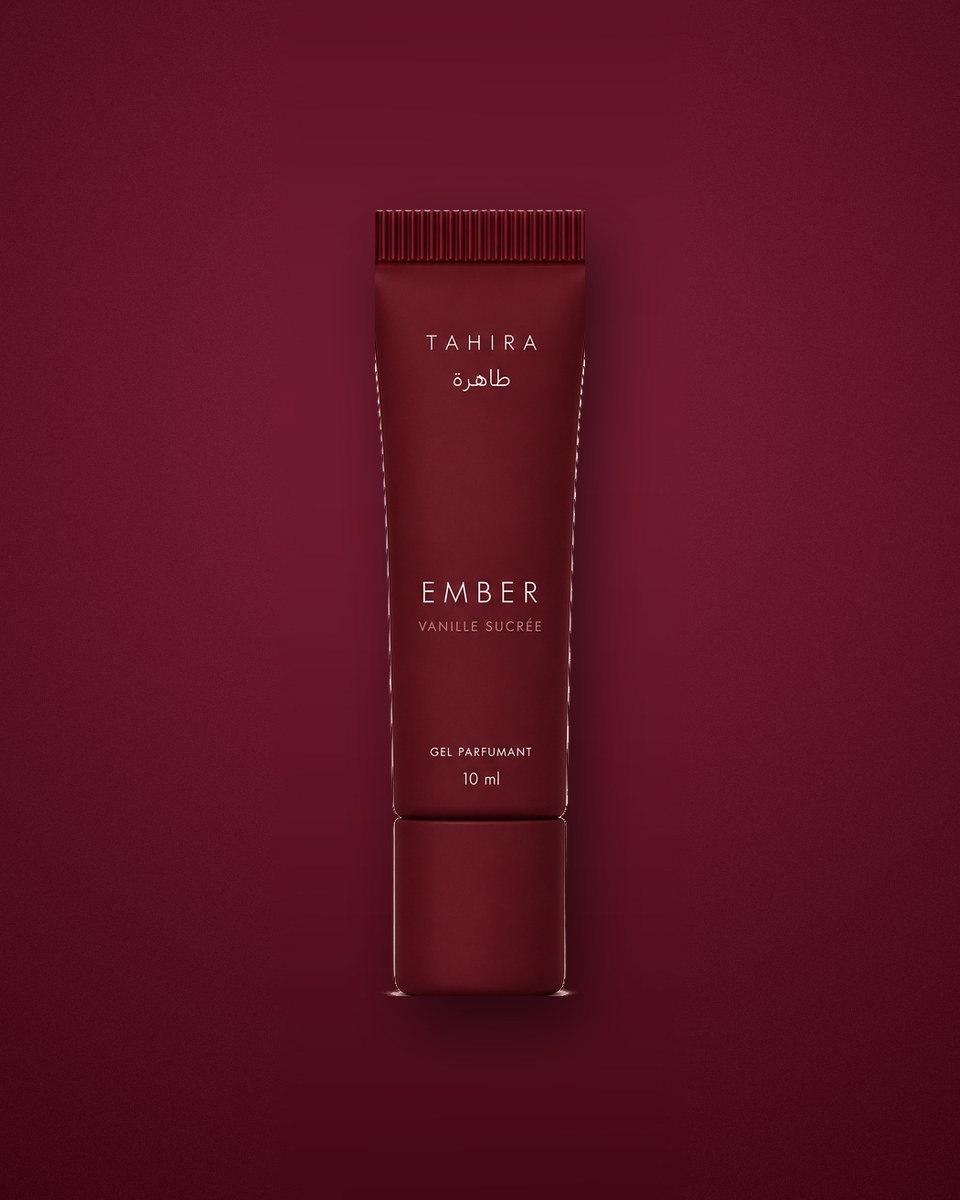 TAHIRA
طاهرة
EMBER
VANILLE SUCRÉE
GEL PARFUMANT
10 ml